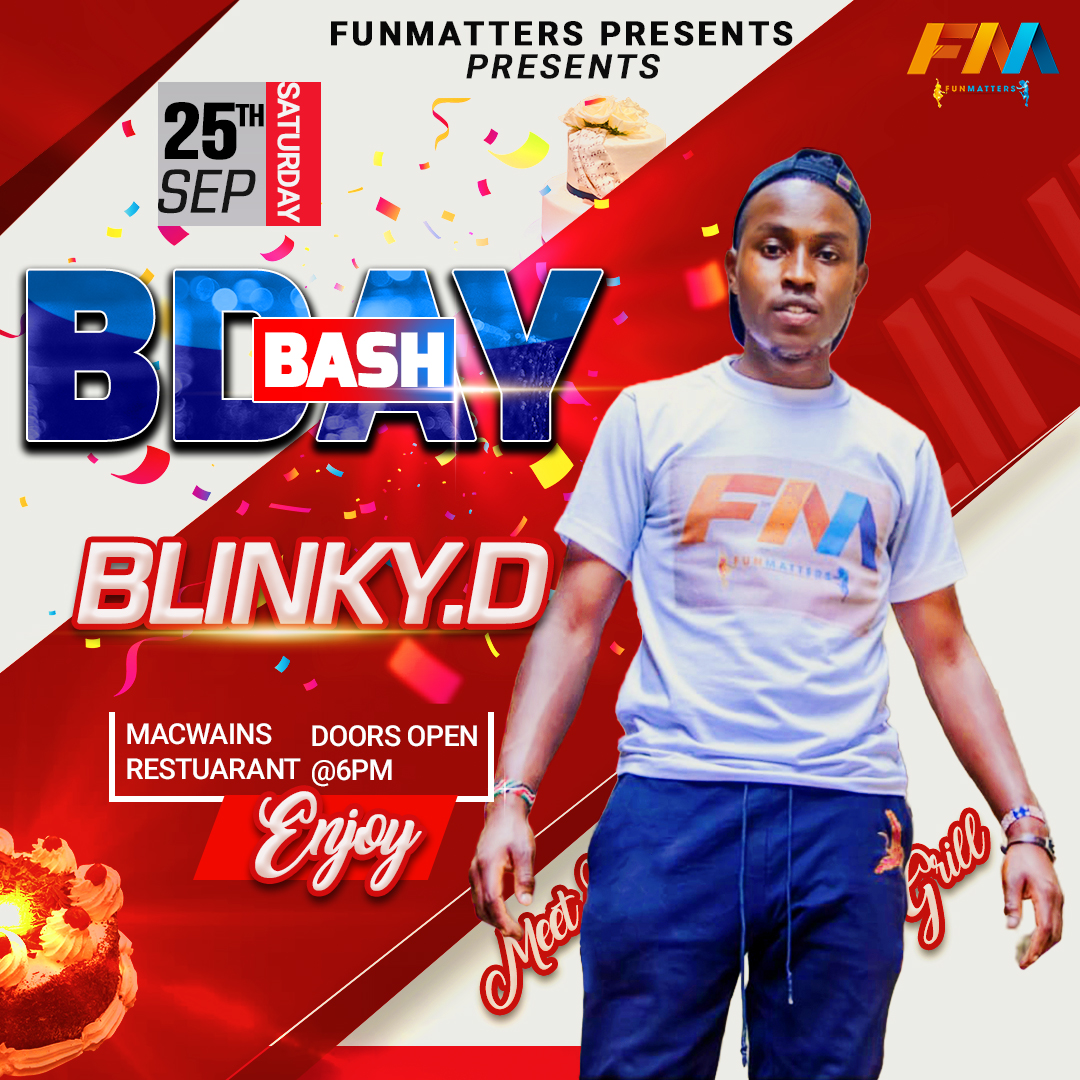 FUNMATTERS PRESENTS
PRESENTS
FM
FUNMATTERS
25TH
SEP
SATURDAY
BDAY
BASH
BLINKY.D
FM
FUNMATTERS
MACWAINS
RESTUARANT
DOORS OPEN
@6PM
Enjoy
Meet
Grill